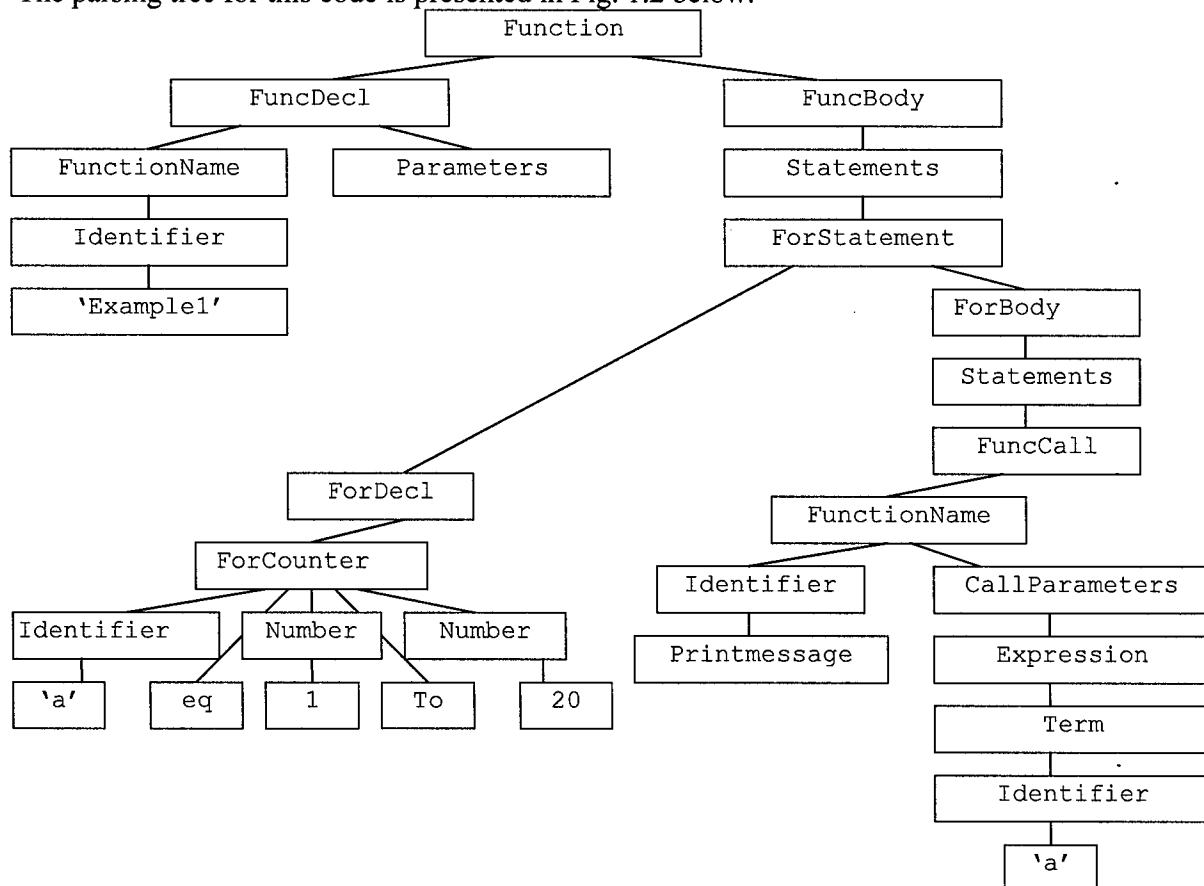 The parsing tree for this code is presented in Fig. 1.2 below:
Function
FuncDecl FuncBody
FunctionName Parameters Statements
Identifier ForStatement
‘Example1’ ForBody
Statements
FuncCall
ForDecl FunctionName
ForCounter Identifier CallParameters
Identifier Number Number
Printmessage Expression
‘a’ eq 1 To 20
Term
Identifier
‘a’